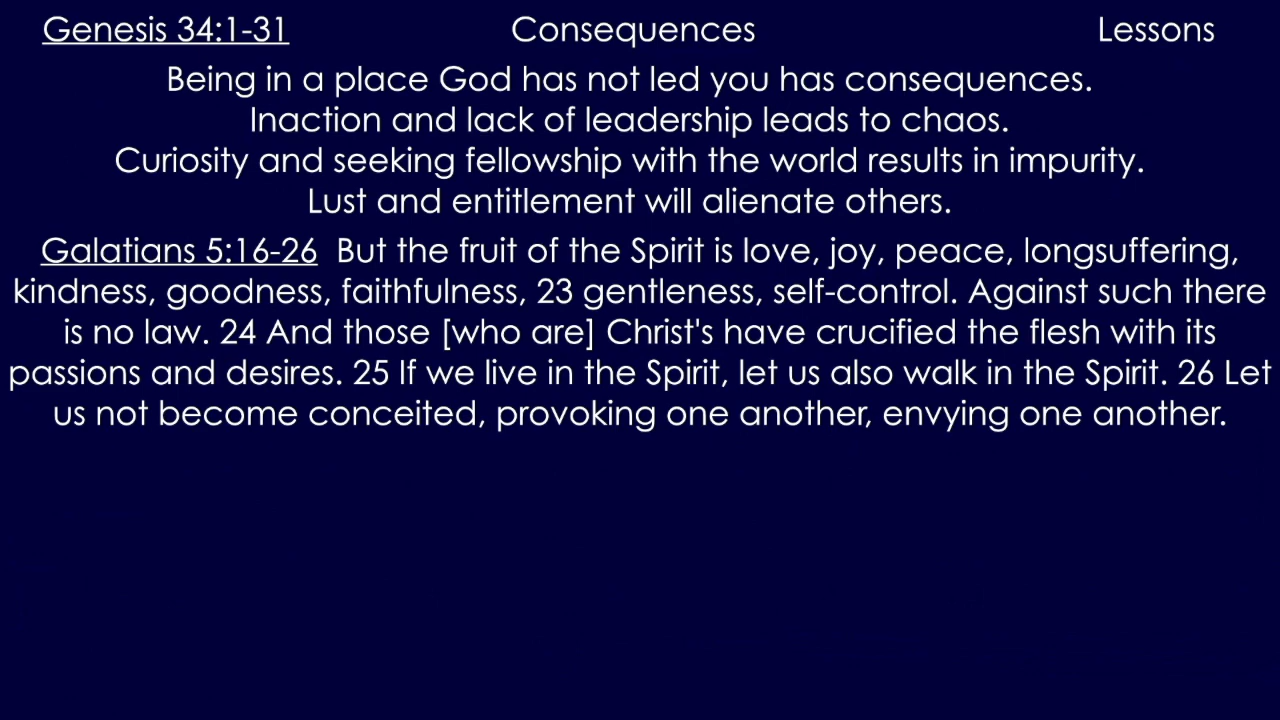 Genesis 34:1-31 Consequences Lessons
Being in a place God has not led you has consequences.
Inaction and lack of leadership leads to chaos.
Curiosity and seeking fellowship with the world results in impurity.
Lust and entitlement will alienate others.
Galatians 5:16-26 But the fruit of the Spirit is love, joy, peace, longsuffering,
kindness, goodness, faithfulness, 23 gentleness, self-control. Against such there
is no law. 24 And those [who are] Christ's have crucified the flesh with its
passions and desires. 25 If we live in the Spirit, let us also walk in the Spirit. 26 Let
us not become conceited, provoking one another, envying one another.